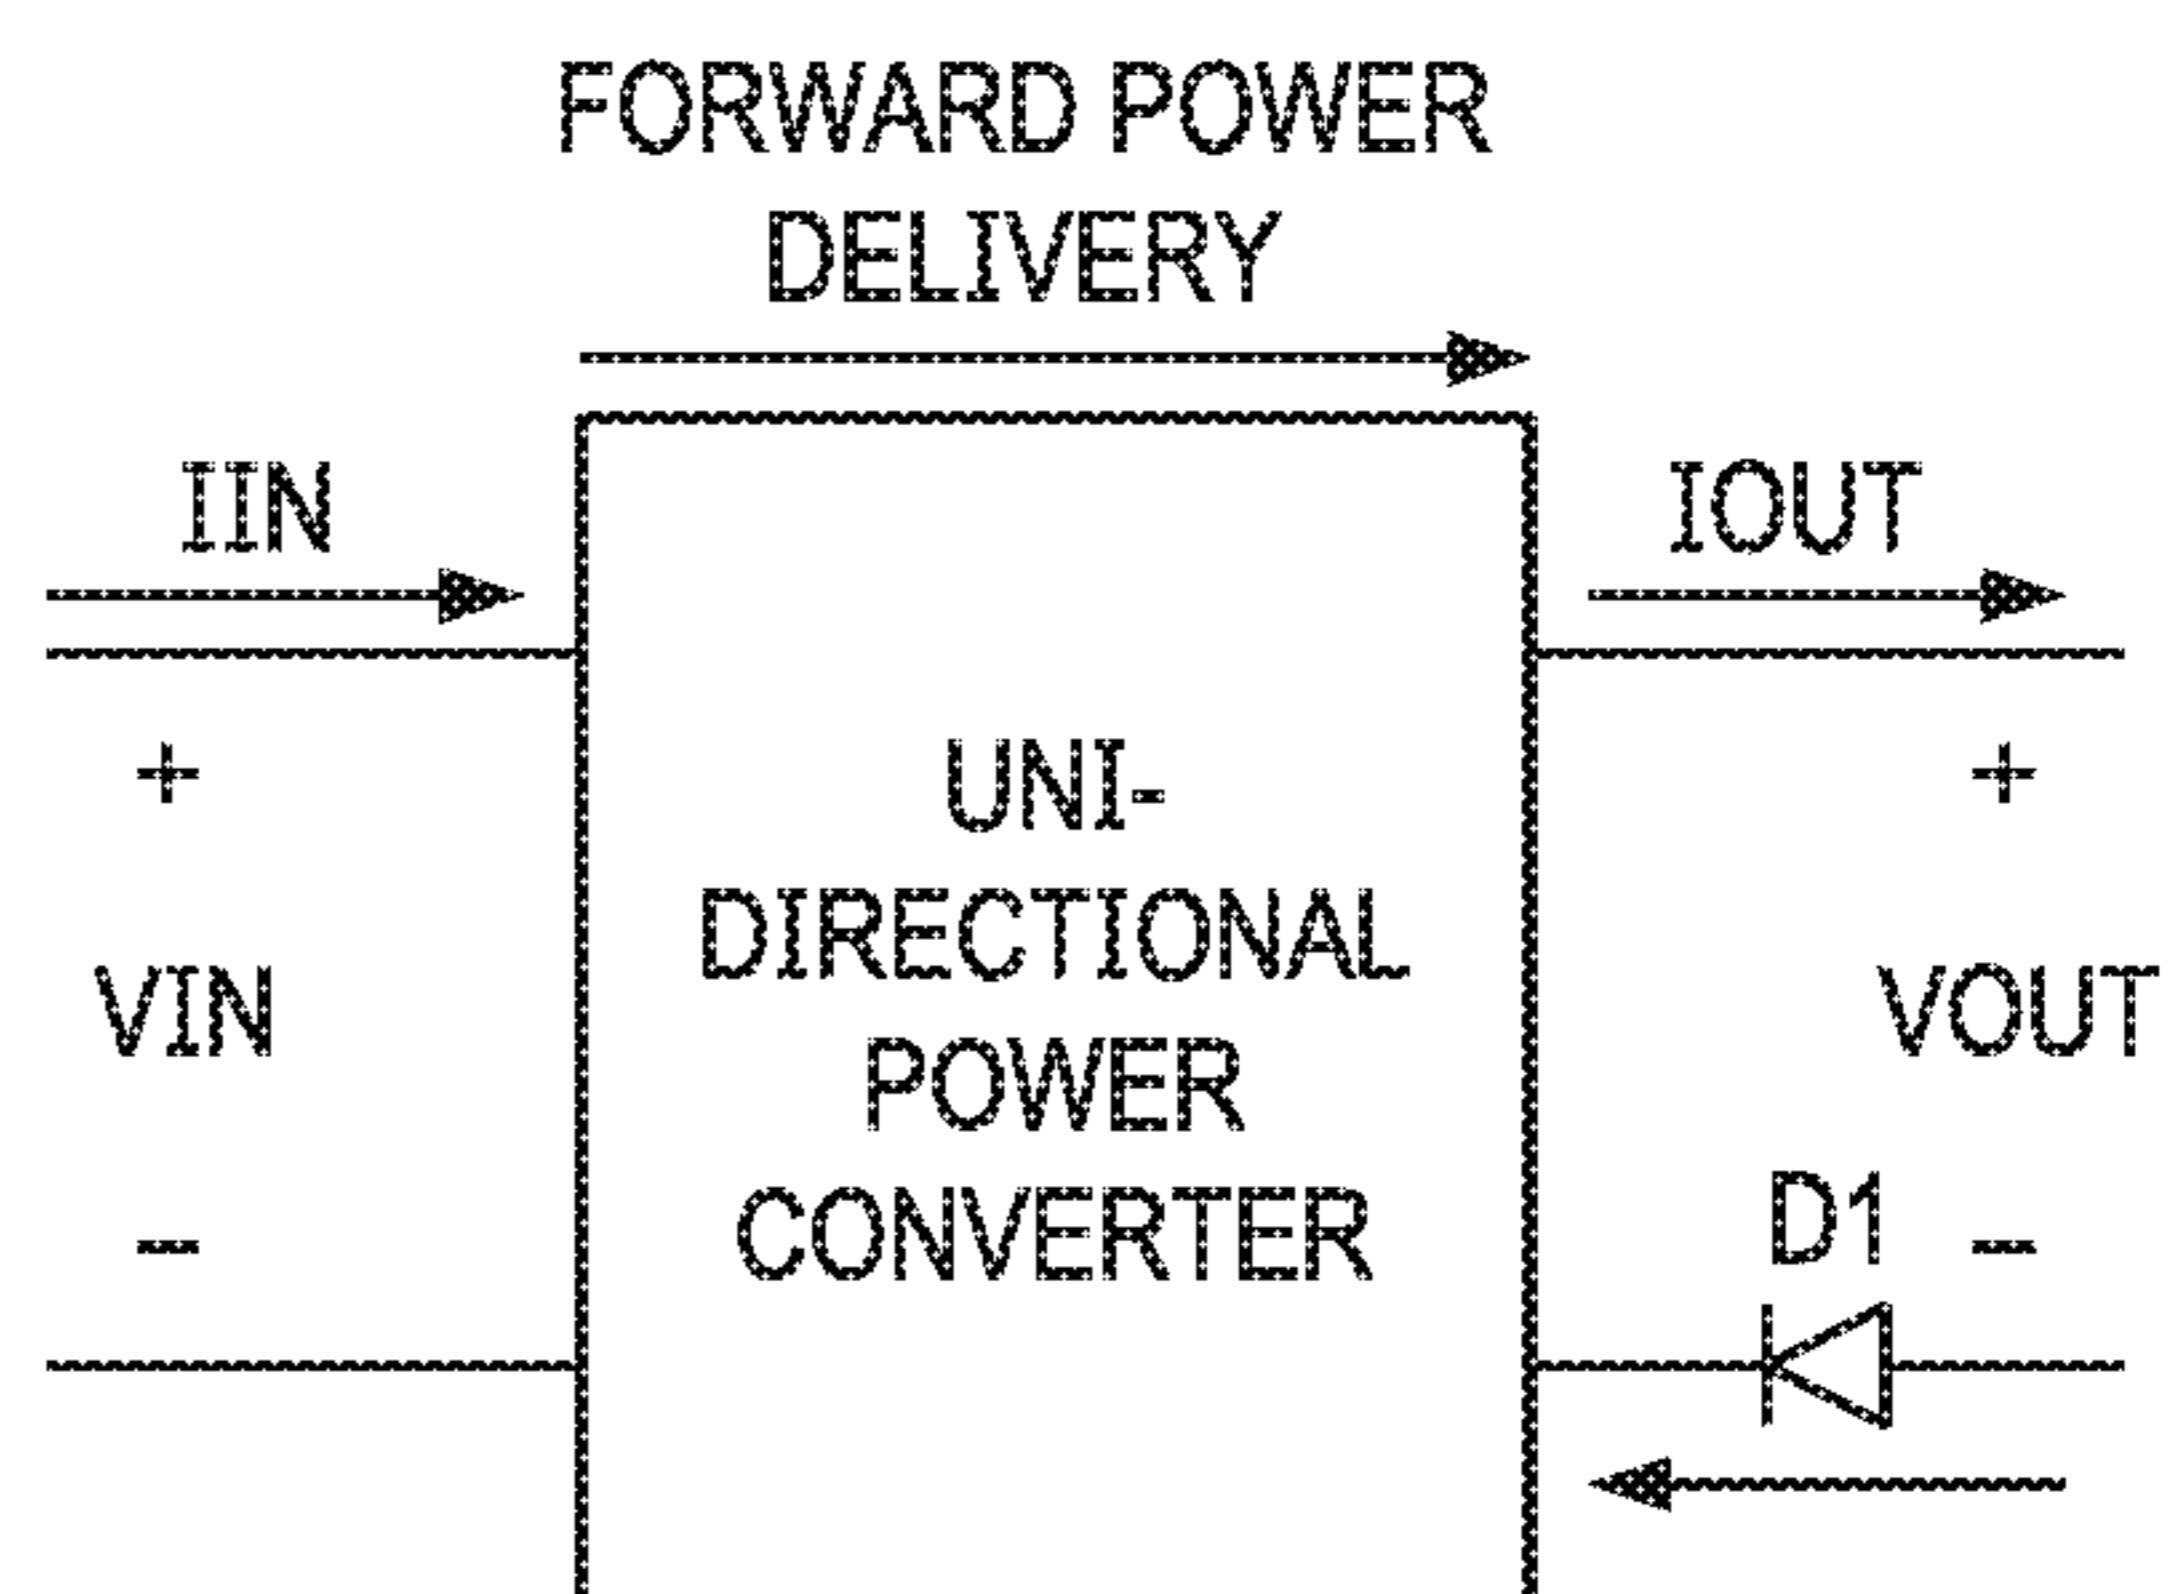 FORWARD POWER
DELIVERY
IIN
IOUT
+
+
UNI-
DIRECTIONAL
VIN
VOUT
POWER
CONVERTER
D1
–
–